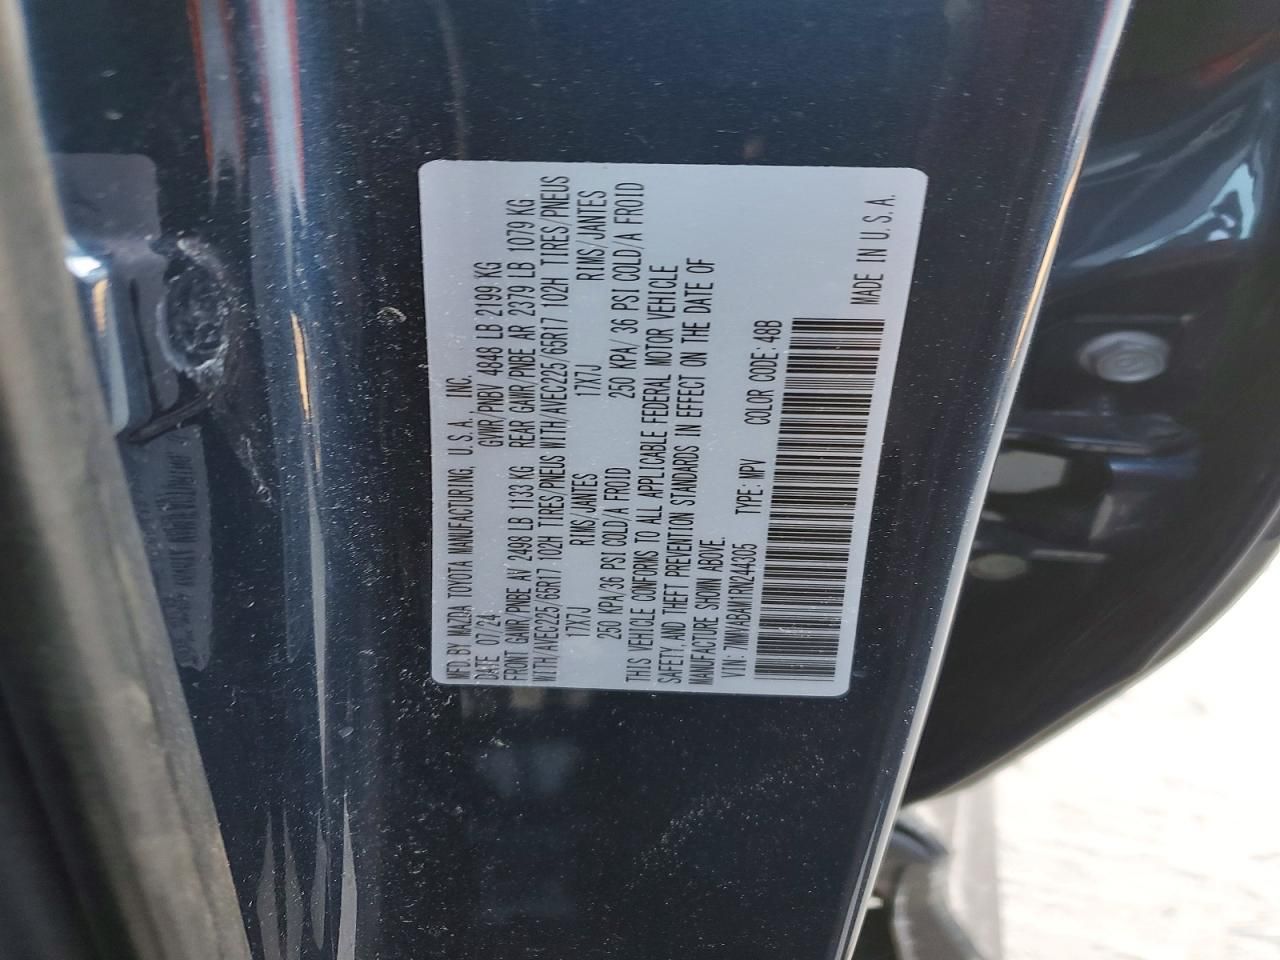 MFD. BY MAZDA TOYOTA MANUFACTURING, U.S.A., INC.
DATE 07/24 GVWR/PNBV 4848 LB 2199 KG
FRONT GAWR/PNBE AV 2498 LB 1133 KG REAR GAWR/PNBE AR 2379 LB 1079 KG
WITH/AVEC225/65R17 102H TIRES/PNEUS WITH/AVEC225/65R17 102H TIRES/PNEUS
17X7J RIMS/JANTES 17X7J RIMS/JANTES
250 KPA/36 PSI COLD/A FROID 250 KPA/ 36 PSI COLD/A FROID
THIS VEHICLE CONFIRMS TO ALL APPLICABLE FEDERAL MOTOR VEHICLE
SAFETY, AND THEFT PREVENTION STANDARDS IN EFFECT ON THE DATE OF
MANUFACTURE SHOWN ABOVE.
VIN: 7MMVABAM1RN244305 TYPE: MPV COLOR CODE: 48B
MADE IN U.S.A.